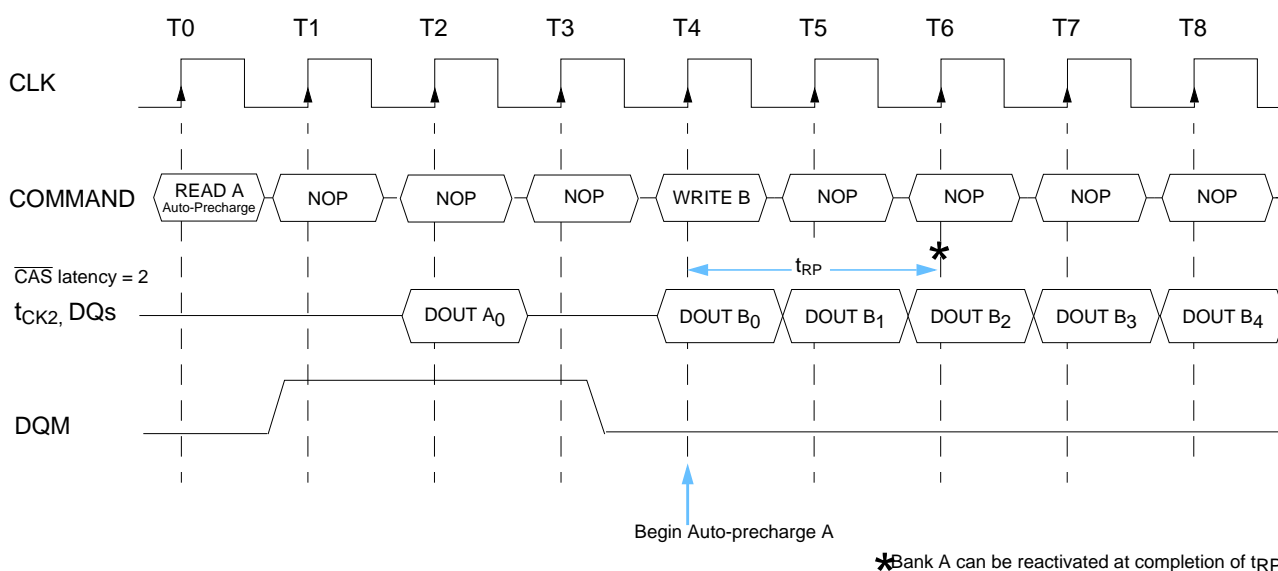 T0 T1 T2 T3 T4 T5 T6 T7 T8
CLK
COMMAND READ A NOP NOP NOP WRITE B NOP NOP NOP NOP
Auto-Precharge
*
CAS latency = 2 tRP
tCK2, DQs DOUT A0 DOUT B0 DOUT B1 DOUT B2 DOUT B3 DOUT B4
DQM
Begin Auto-precharge A
*Bank A can be reactivated at completion of tRP